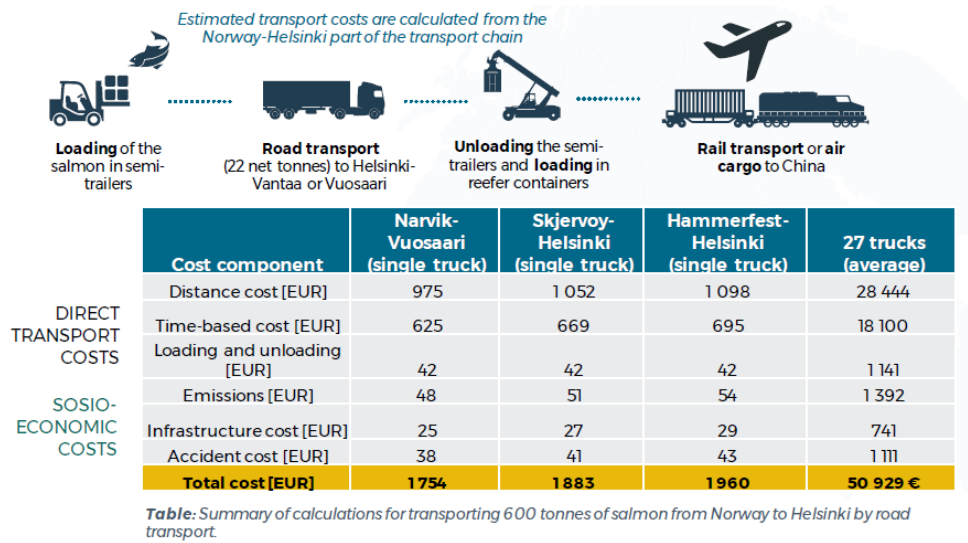 Estimated transport costs are calculated from the
Norway-Helsinki part of the transport chain
Loading of the
salmon in semi-
trailers
Road transport
(22 net tonnes) to Helsinki-
Vantaa or Vuosaari
Unloading the semi-
trailers and loading in
reefer containers
Rail transport or air
cargo to China
Cost component
Narvik-
Vuosaari
(single truck)
Skjervoy-
Helsinki
(single truck)
Hammerfest-
Helsinki
(single truck)
27 trucks
(average)
DIRECT
TRANSPORT
COSTS
Distance cost [EUR] 975 1 052 1 098 28 444
Time-based cost [EUR] 625 669 695 18 100
Loading and unloading
[EUR] 42 42 42 1 141
SOSIO-
ECONOMIC
COSTS
Emissions [EUR] 48 51 54 1 392
Infrastructure cost [EUR] 25 27 29 741
Accident cost [EUR] 38 41 43 1 111
Total cost [EUR] 1 754 1 883 1 960 50 929 €
Table: Summary of calculations for transporting 600 tonnes of salmon from Norway to Helsinki by road
transport.